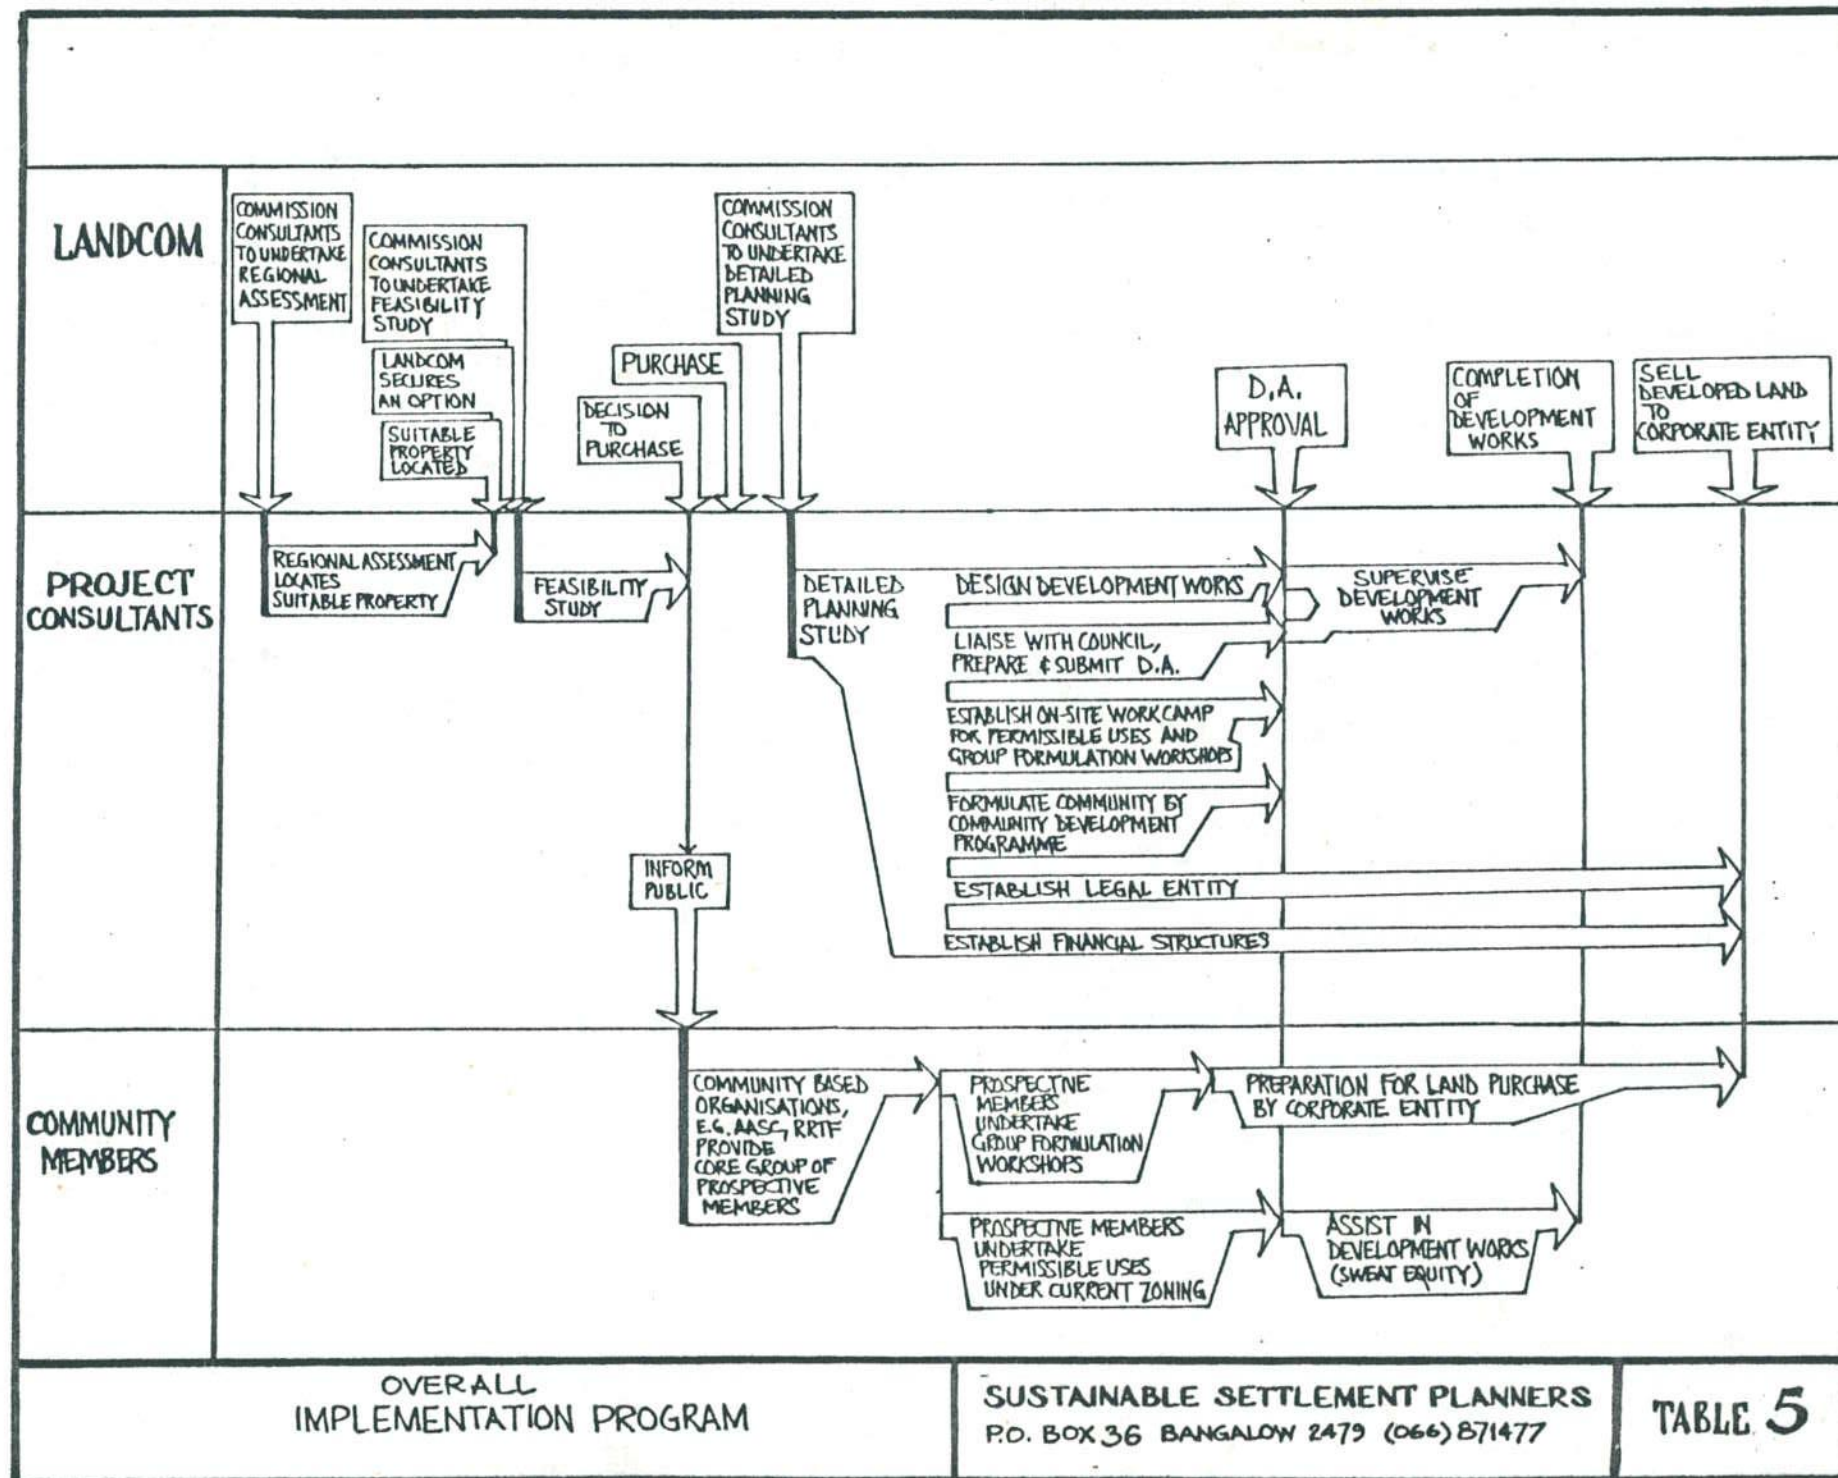 LANDCOM
COMMISSION
CONSULTANTS
TO UNDERTAKE
REGIONAL
ASSESSMENT
COMMISSION
CONSULTANTS
TO UNDERTAKE
FEASIBILITY
STUDY
LANDCOM
SECURES
AN OPTION
SUITABLE
PROPERTY
LOCATED
DECISION
TO
PURCHASE
PURCHASE
COMMISSION
CONSULTANTS
TO UNDERTAKE
DETAILED
PLANNING
STUDY
D.A.
APPROVAL
COMPLETION
OF
DEVELOPMENT
WORKS
SELL
DEVELOPED LAND
TO
CORPORATE ENTITY
PROJECT
CONSULTANTS
REGIONAL ASSESSMENT
LOCATES
SUITABLE PROPERTY
FEASIBILITY
STUDY
DETAILED
PLANNING
STUDY
DESIGN DEVELOPMENT WORKS
LIAISE WITH COUNCIL,
PREPARE & SUBMIT D.A.
ESTABLISH ON-SITE WORK CAMP
FOR PERMISSIBLE USES AND
GROUP FORMULATION WORKSHOPS
FORMULATE COMMUNITY BY
COMMUNITY DEVELOPMENT
PROGRAMME
ESTABLISH LEGAL ENTITY
ESTABLISH FINANCIAL STRUCTURES
SUPERVISE
DEVELOPMENT
WORKS
INFORM
PUBLIC
COMMUNITY
MEMBERS
COMMUNITY BASED
ORGANISATIONS,
E.G. AASC, RRTF
PROVIDE
CORE GROUP OF
PROSPECTIVE
MEMBERS
PROSPECTIVE
MEMBERS
UNDERTAKE
GROUP FORMULATION
WORKSHOPS
PREPARATION FOR LAND PURCHASE
BY CORPORATE ENTITY
PROSPECTIVE MEMBERS
UNDERTAKE
PERMISSIBLE USES
UNDER CURRENT ZONING
ASSIST IN
DEVELOPMENT WORKS
(SWEAT EQUITY)
OVERALL
IMPLEMENTATION PROGRAM
SUSTAINABLE SETTLEMENT PLANNERS
P.O. BOX 36 BANGALOW 2479 (066) 871477
TABLE 5